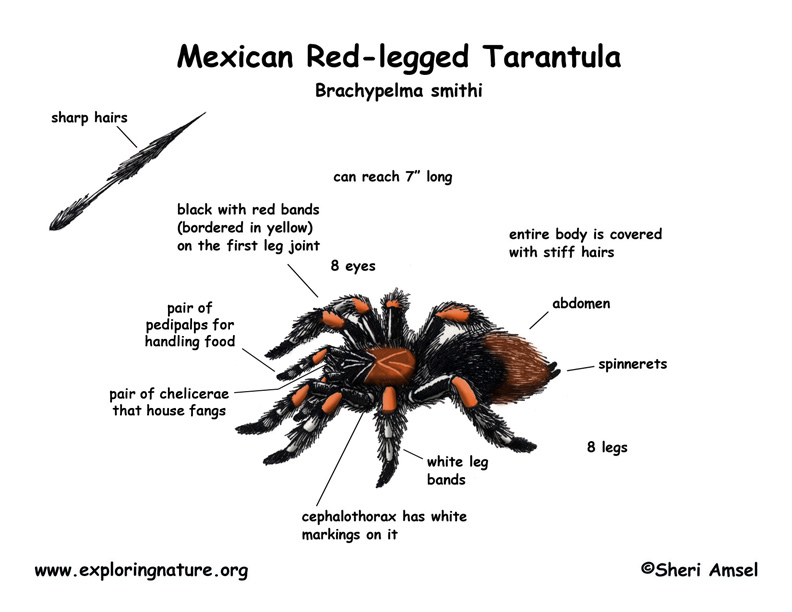 Mexican Red-legged Tarantula
Brachypelma smithi
sharp hairs
can reach 7” long
black with red bands
(bordered in yellow)
on the first leg joint
entire body is covered
with stiff hairs
8 eyes
abdomen
pair of
pedipalps for
handling food
spinnerets
pair of chelicerae
that house fangs
8 legs
white leg
bands
cephalothorax has white
markings on it
www.exploringnature.org
©Sheri Amsel